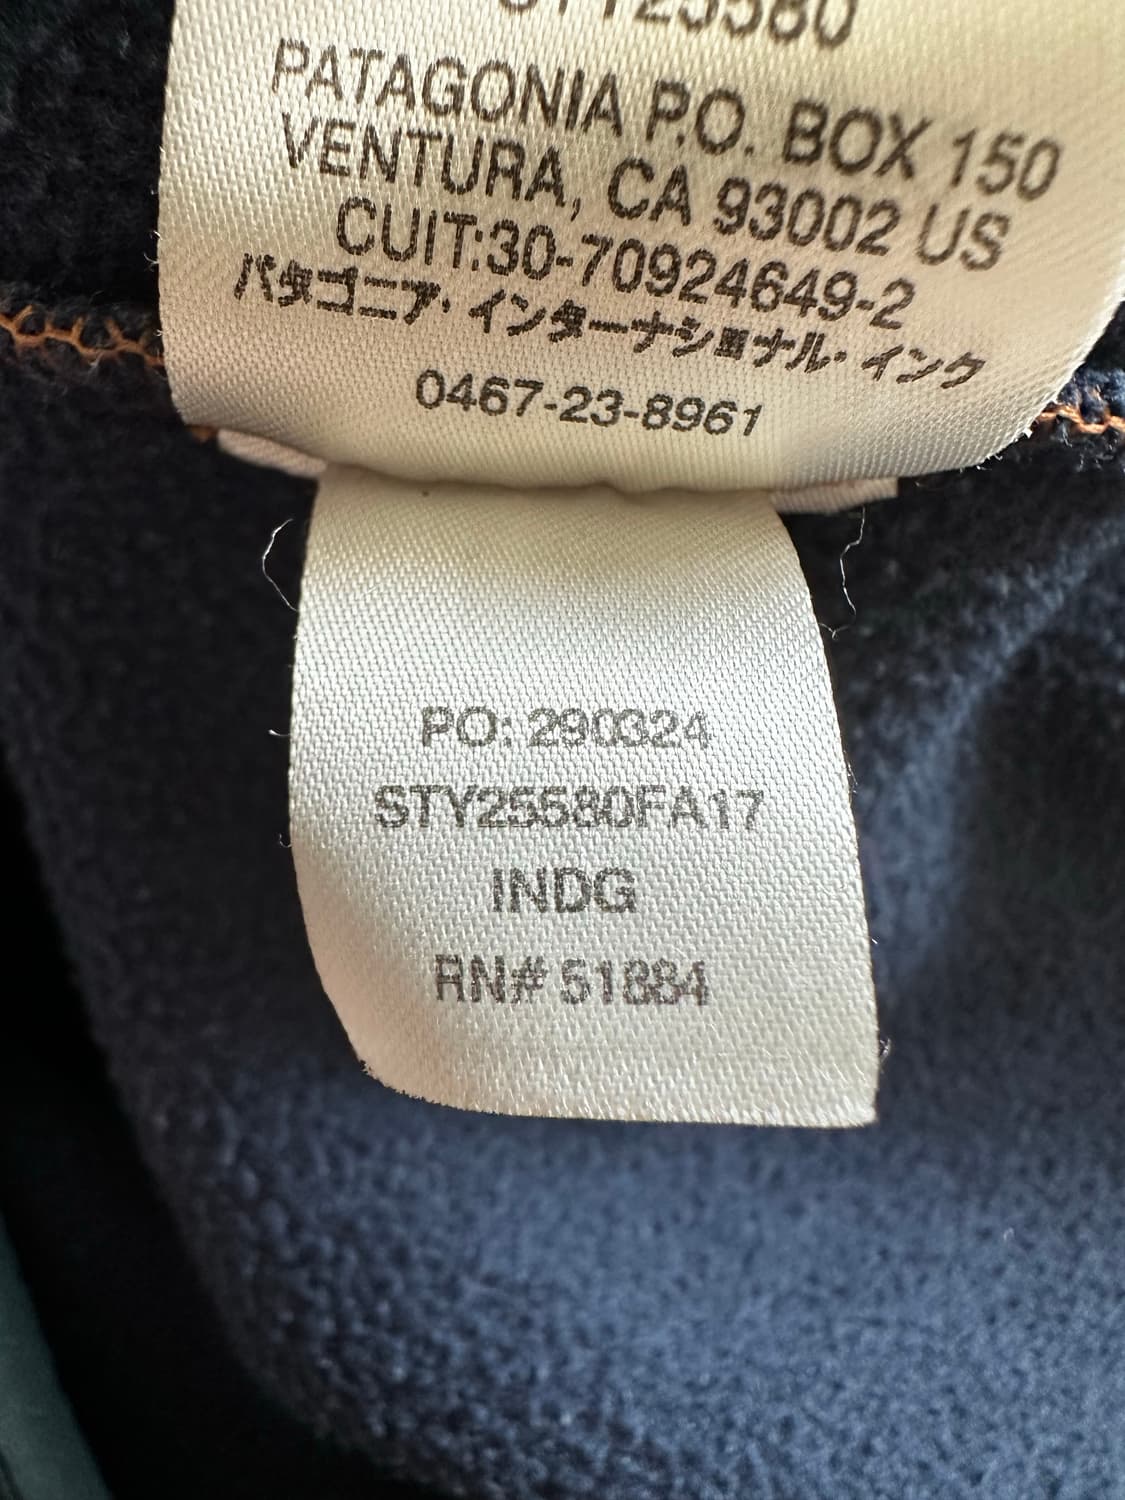 STY25580
PATAGONIA P.O. BOX 150
VENTURA, CA 93002 US
CUIT:30-70924649-2
パタゴニア・インターナショナル・インク
0467-23-8961
PO: 290324
STY25580FA17
INDG
RN# 51884